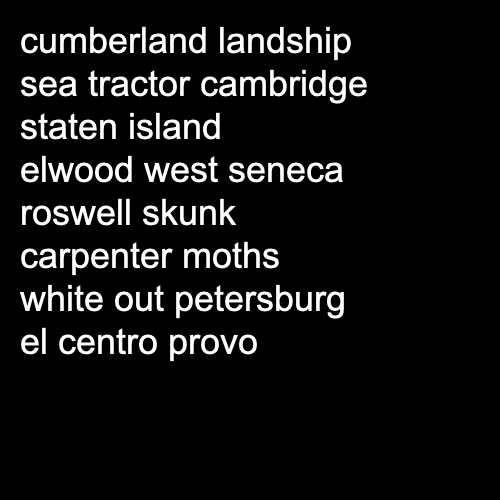 cumberland landship
sea tractor cambridge
staten island
elwood west seneca
roswell skunk
carpenter moths
white out petersburg
el centro provo